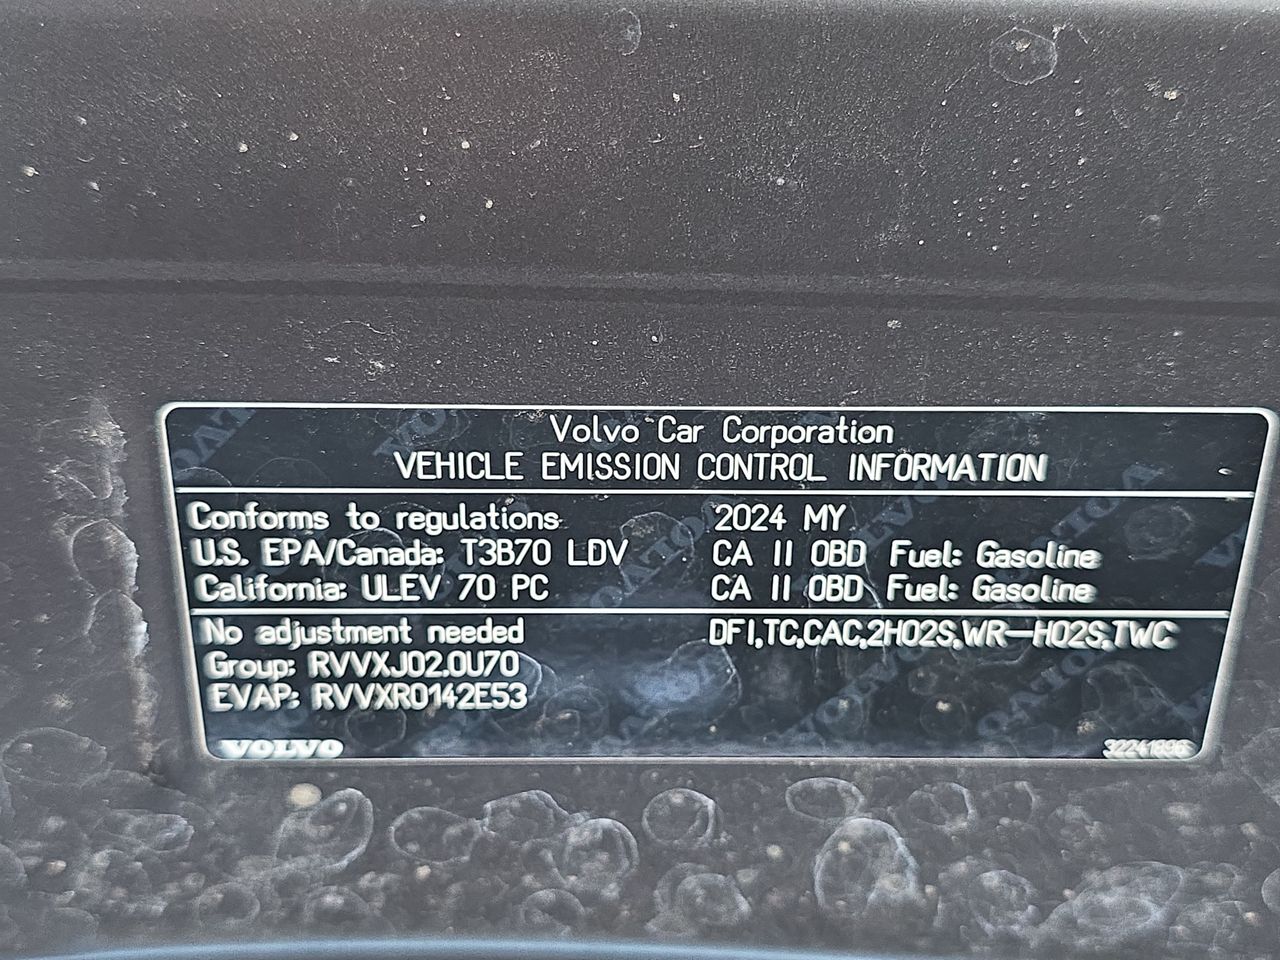 Volvo Car Corporation
VEHICLE EMISSION CONTROL INFORMATION
Conforms to regulations 2024 MY
U.S. EPA/Canada: T3B70 LDV CA II OBD Fuel: Gasoline
California: ULEV 70 PC CA II OBD Fuel: Gasoline
No adjustment needed DFI,TC,CAC,2HO2S,WR-HO2S,TWC
Group: RVVXJ02.0U70
EVAP: RVVXR0142E53
VOLVO 32241896